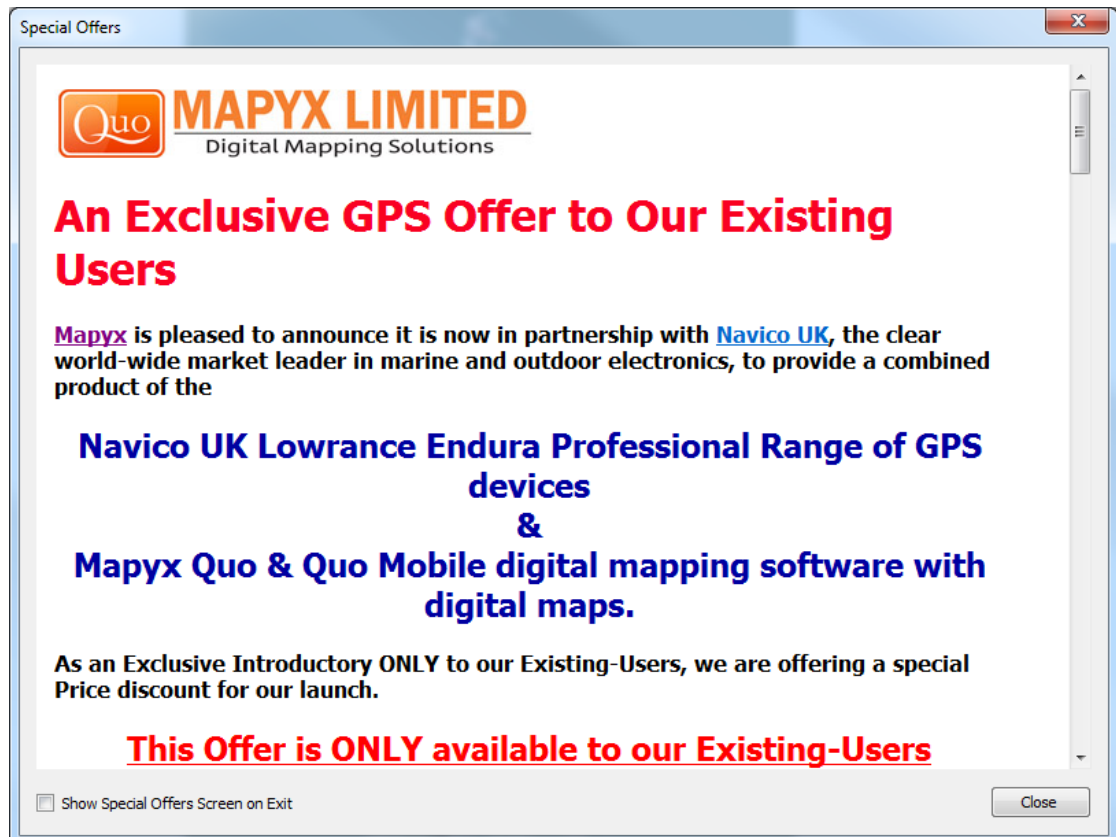 Special Offers
Quo
MAPYX LIMITED
Digital Mapping Solutions
An Exclusive GPS Offer to Our Existing
Users
Mapyx is pleased to announce it is now in partnership with Navico UK, the clear
world-wide market leader in marine and outdoor electronics, to provide a combined
product of the
Navico UK Lowrance Endura Professional Range of GPS
devices
&
Mapyx Quo & Quo Mobile digital mapping software with
digital maps.
As an Exclusive Introductory ONLY to our Existing-Users, we are offering a special
Price discount for our launch.
This Offer is ONLY available to our Existing-Users
Show Special Offers Screen on Exit
Close